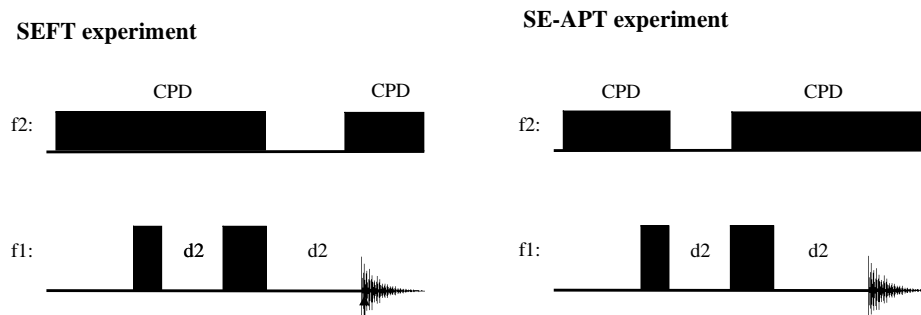 SEFT experiment
CPD
CPD
f2:
f1:
d2
d2
SE-APT experiment
CPD
CPD
f2:
f1:
d2
d2